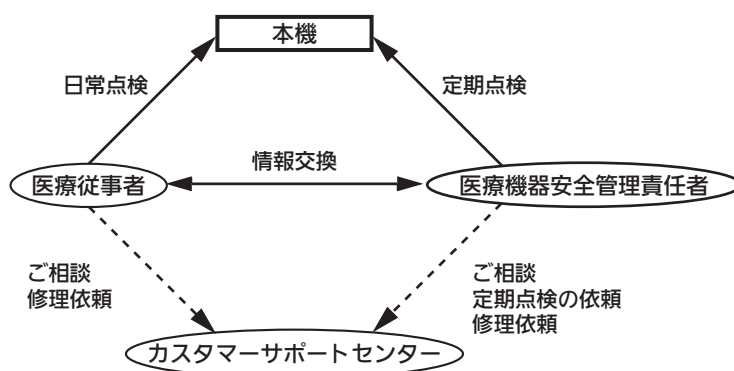 本機
日常点検
定期点検
情報交換
医療従事者
医療機器安全管理責任者
ご相談
修理依頼
ご相談
定期点検の依頼
修理依頼
カスタマーサポートセンター